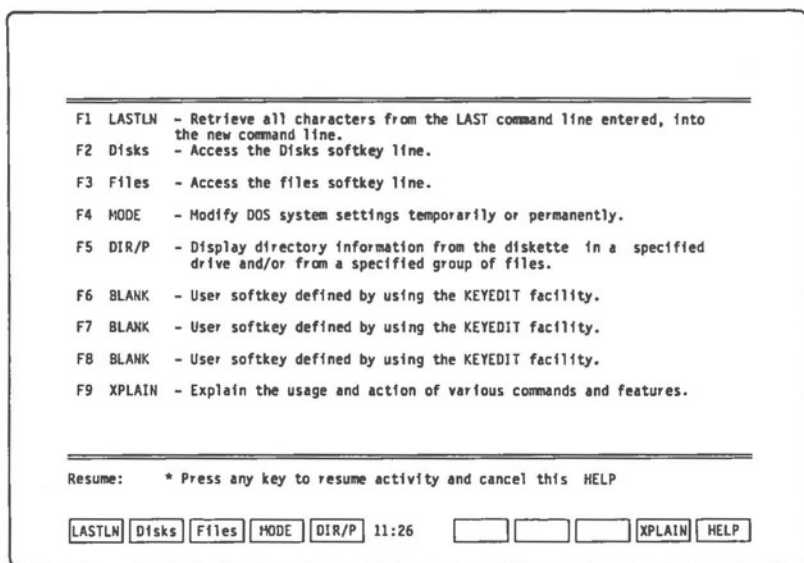 F1 LASTLN - Retrieve all characters from the LAST command line entered, into
the new command line.
F2 Disks - Access the Disks softkey line.
F3 Files - Access the files softkey line.
F4 MODE - Modify DOS system settings temporarily or permanently.
F5 DIR/P - Display directory information from the diskette in a specified
drive and/or from a specified group of files.
F6 BLANK - User softkey defined by using the KEYEDIT facility.
F7 BLANK - User softkey defined by using the KEYEDIT facility.
F8 BLANK - User softkey defined by using the KEYEDIT facility.
F9 XPLAIN - Explain the usage and action of various commands and features.
Resume: * Press any key to resume activity and cancel this HELP
LASTLN Disks Files MODE DIR/P 11:26 XPLAIN HELP